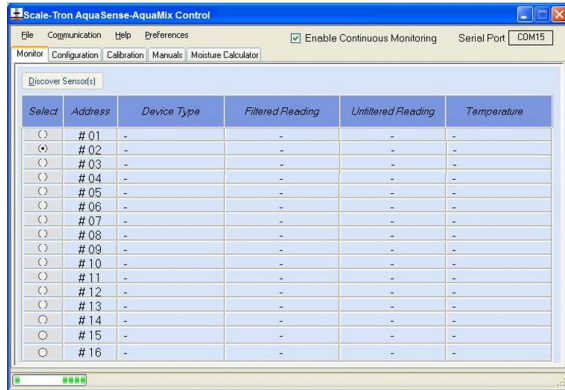 Scale-Tron AquaSense-AquaMix Control
File Communication Help Preferences Enable Continuous Monitoring Serial Port COM15
Monitor Configuration Calibration Manuals Moisture Calculator
Discover Sensor(s)
Select Address Device Type Filtered Reading Unfiltered Reading Temperature
# 01 - - - -
# 02 - - - -
# 03 - - - -
# 04 - - - -
# 05 - - - -
# 06 - - - -
# 07 - - - -
# 08 - - - -
# 09 - - - -
# 10 - - - -
# 11 - - - -
# 12 - - - -
# 13 - - - -
# 14 - - - -
# 15 - - - -
# 16 - - - -